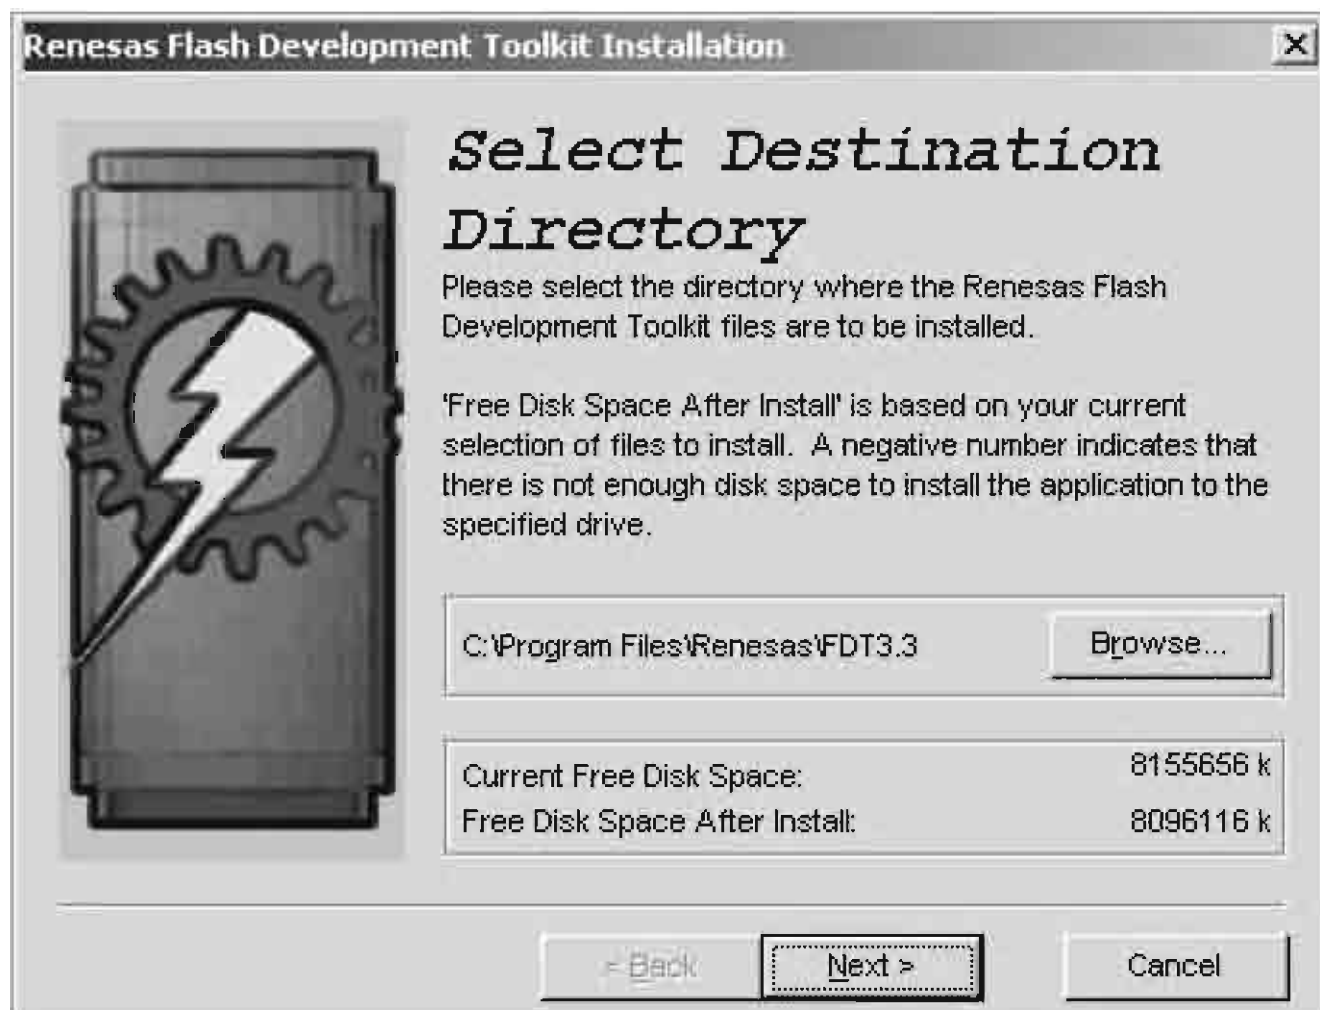 Renesas Flash Development Toolkit Installation
Select Destination
Directory
Please select the directory where the Renesas Flash
Development Toolkit files are to be installed.
'Free Disk Space After Install' is based on your current
selection of files to install.  A negative number indicates that
there is not enough disk space to install the application to the
specified drive.
C:\Program Files\Renesas\FDT3.3
Browse...
Current Free Disk Space: 8155656 k
Free Disk Space After Install: 8096116 k
< Back Next > Cancel